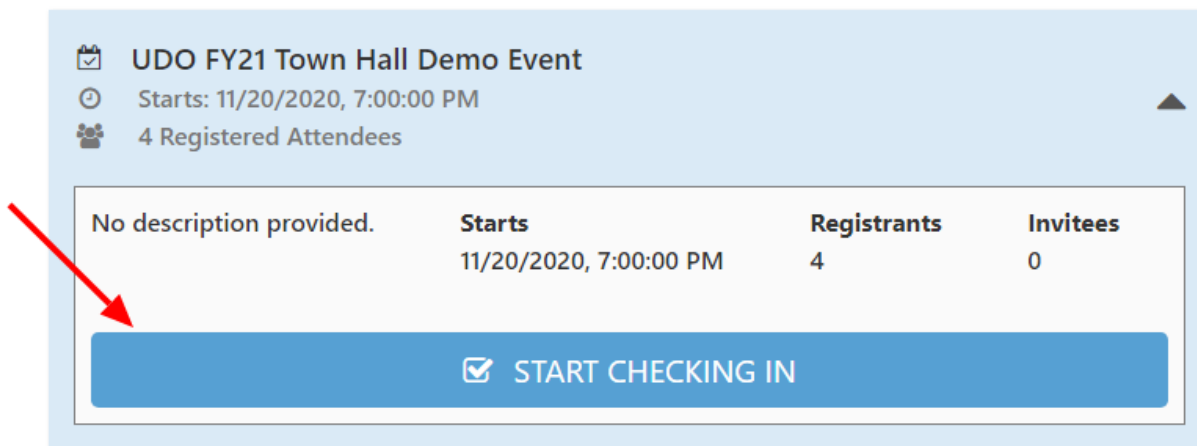 UDO FY21 Town Hall Demo Event
Starts: 11/20/2020, 7:00:00 PM
4 Registered Attendees
No description provided.
Starts
11/20/2020, 7:00:00 PM
Registrants
4
Invitees
0
START CHECKING IN